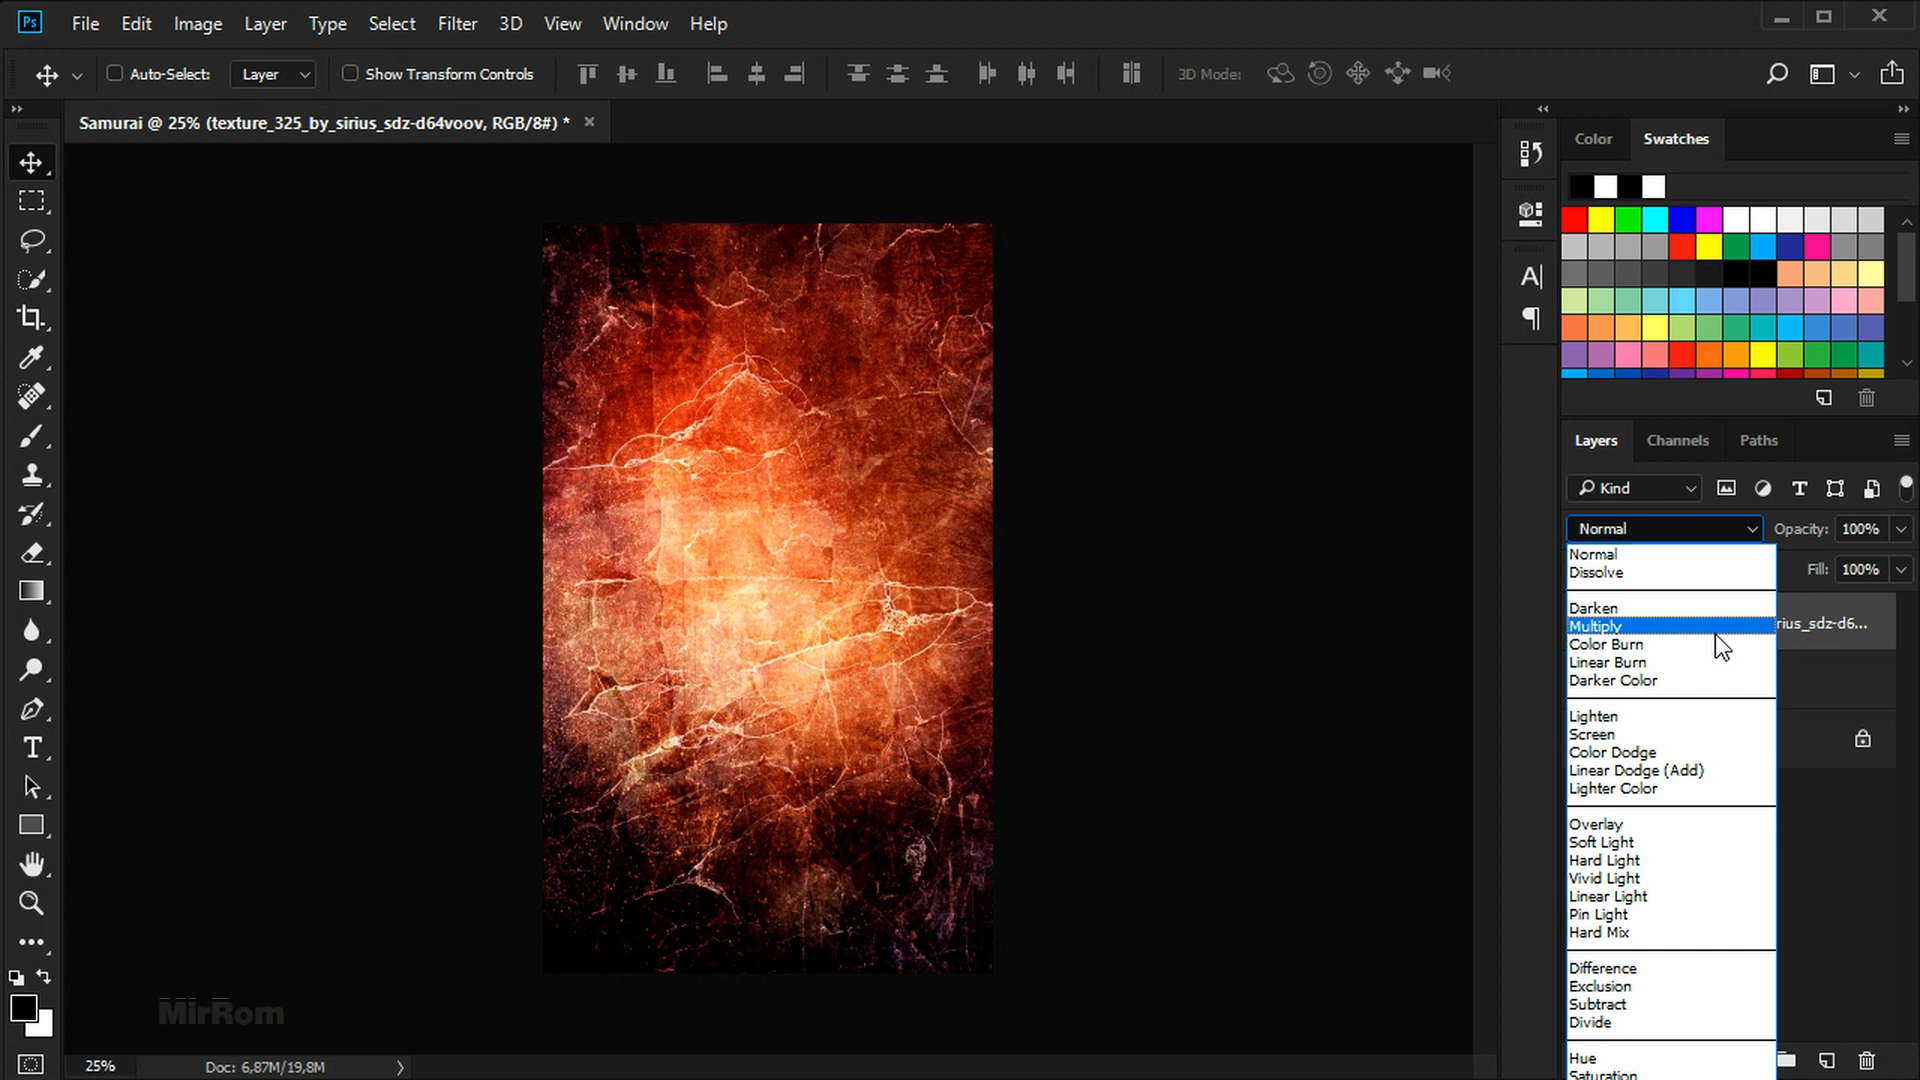 Ps File Edit Image Layer Type Select Filter 3D View Window Help
Auto-Select: Layer Show Transform Controls 3D Mode:
Samurai @ 25% (texture_325_by_sirius_sdz-d64voov, RGB/8#) *
Color Swatches
Layers Channels Paths
Kind
Normal Opacity: 100%
Normal
Dissolve
Fill: 100%
Darken
Multiply
rius_sdz-d6...
Color Burn
Linear Burn
Darker Color
Lighten
Screen
Color Dodge
Linear Dodge (Add)
Lighter Color
Overlay
Soft Light
Hard Light
Vivid Light
Linear Light
Pin Light
Hard Mix
Difference
Exclusion
Subtract
Divide
Hue
Saturation
MirRom
25% Doc: 6,87M/19,8M